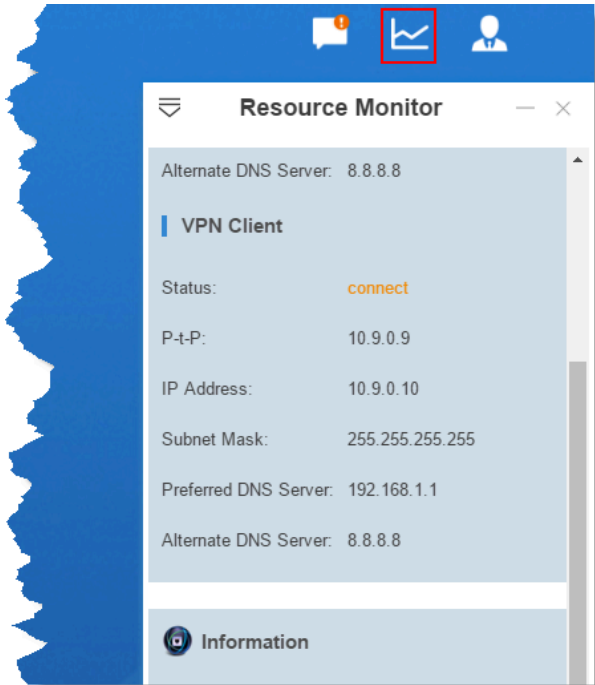 Resource Monitor
Alternate DNS Server: 8.8.8.8
VPN Client
Status: connect
P-t-P: 10.9.0.9
IP Address: 10.9.0.10
Subnet Mask: 255.255.255.255
Preferred DNS Server: 192.168.1.1
Alternate DNS Server: 8.8.8.8
Information